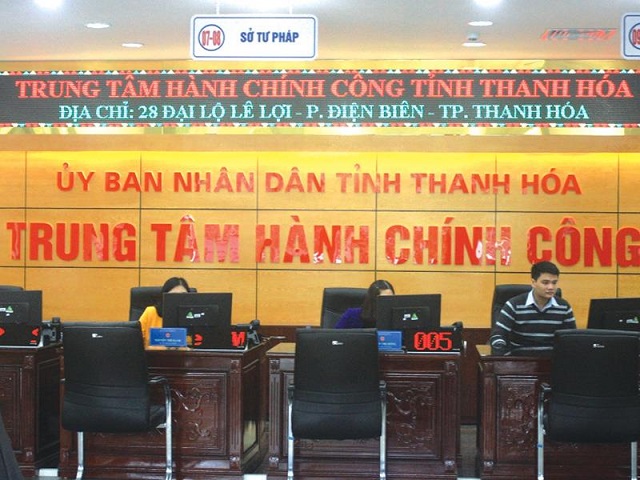 07-08
SỞ TƯ PHÁP
09
TRUNG TÂM HÀNH CHÍNH CÔNG TỈNH THANH HÓA
ĐỊA CHỈ: 28 ĐẠI LỘ LÊ LỢI - P. ĐIỆN BIÊN - TP. THANH HÓA
ỦY BAN NHÂN DÂN TỈNH THANH HÓA
TRUNG TÂM HÀNH CHÍNH CÔNG
005